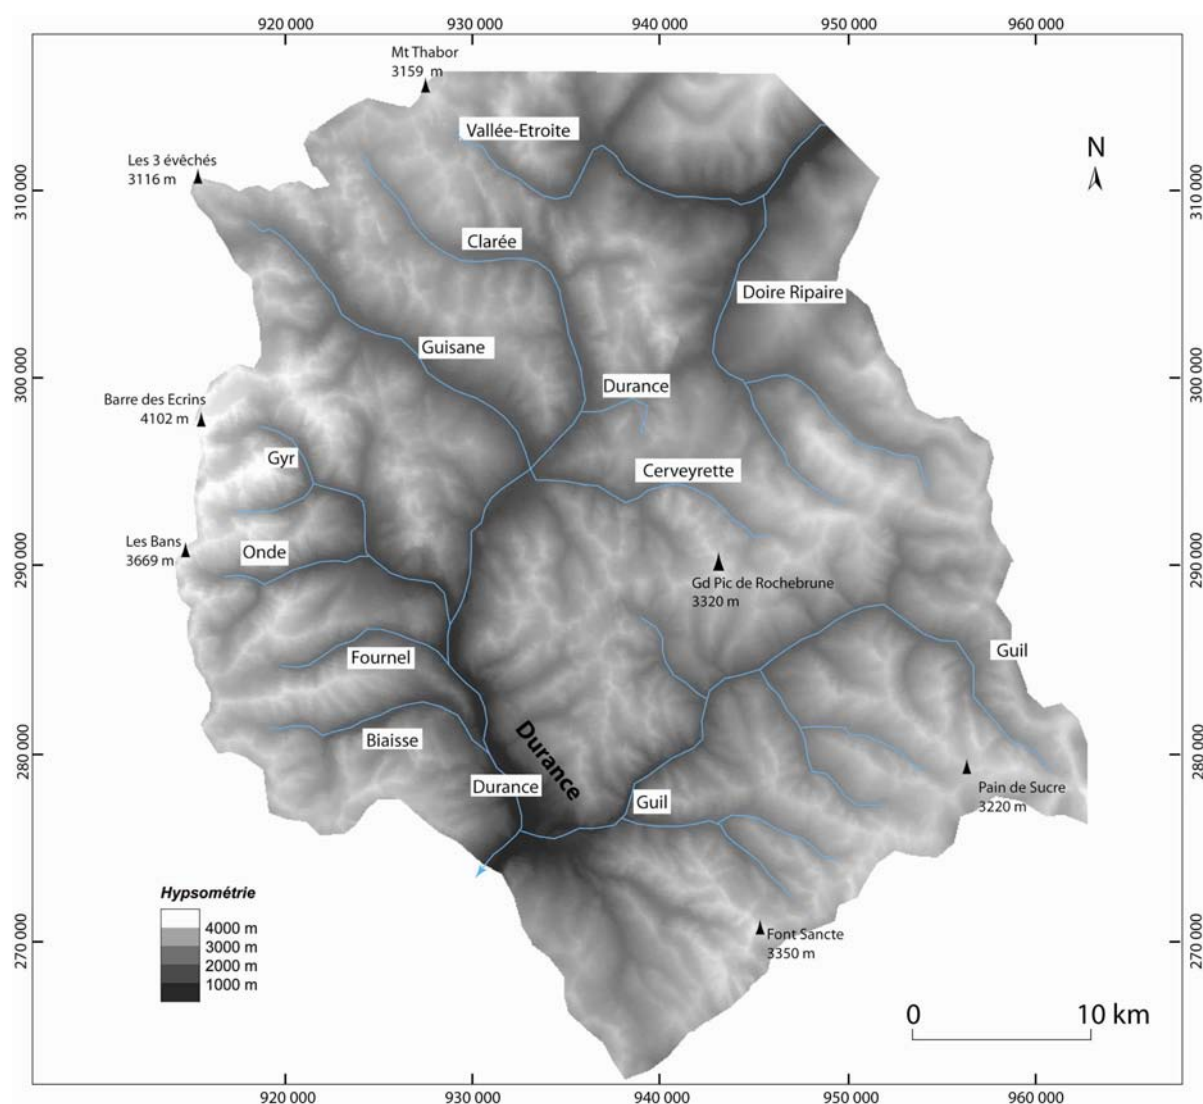 920 000 930 000 940 000 950 000 960 000
Mt Thabor
3159 m
Vallée-Etroite
N
Les 3 évêchés
3116 m
310 000
310 000
Clarée
Doire Ripaire
Guisane
300 000
300 000
Durance
Barre des Ecrins
4102 m
Gyr
Cerveyrette
Les Bans
3669 m
Onde
290 000
290 000
Gd Pic de Rochebrune
3320 m
Fournel
Guil
Biaisse
Durance
280 000
280 000
Durance
Guil
Pain de Sucre
3220 m
Hypsométrie
4000 m
3000 m
2000 m
1000 m
Font Sancte
3350 m
270 000
270 000
0 10 km
920 000 930 000 940 000 950 000 960 000